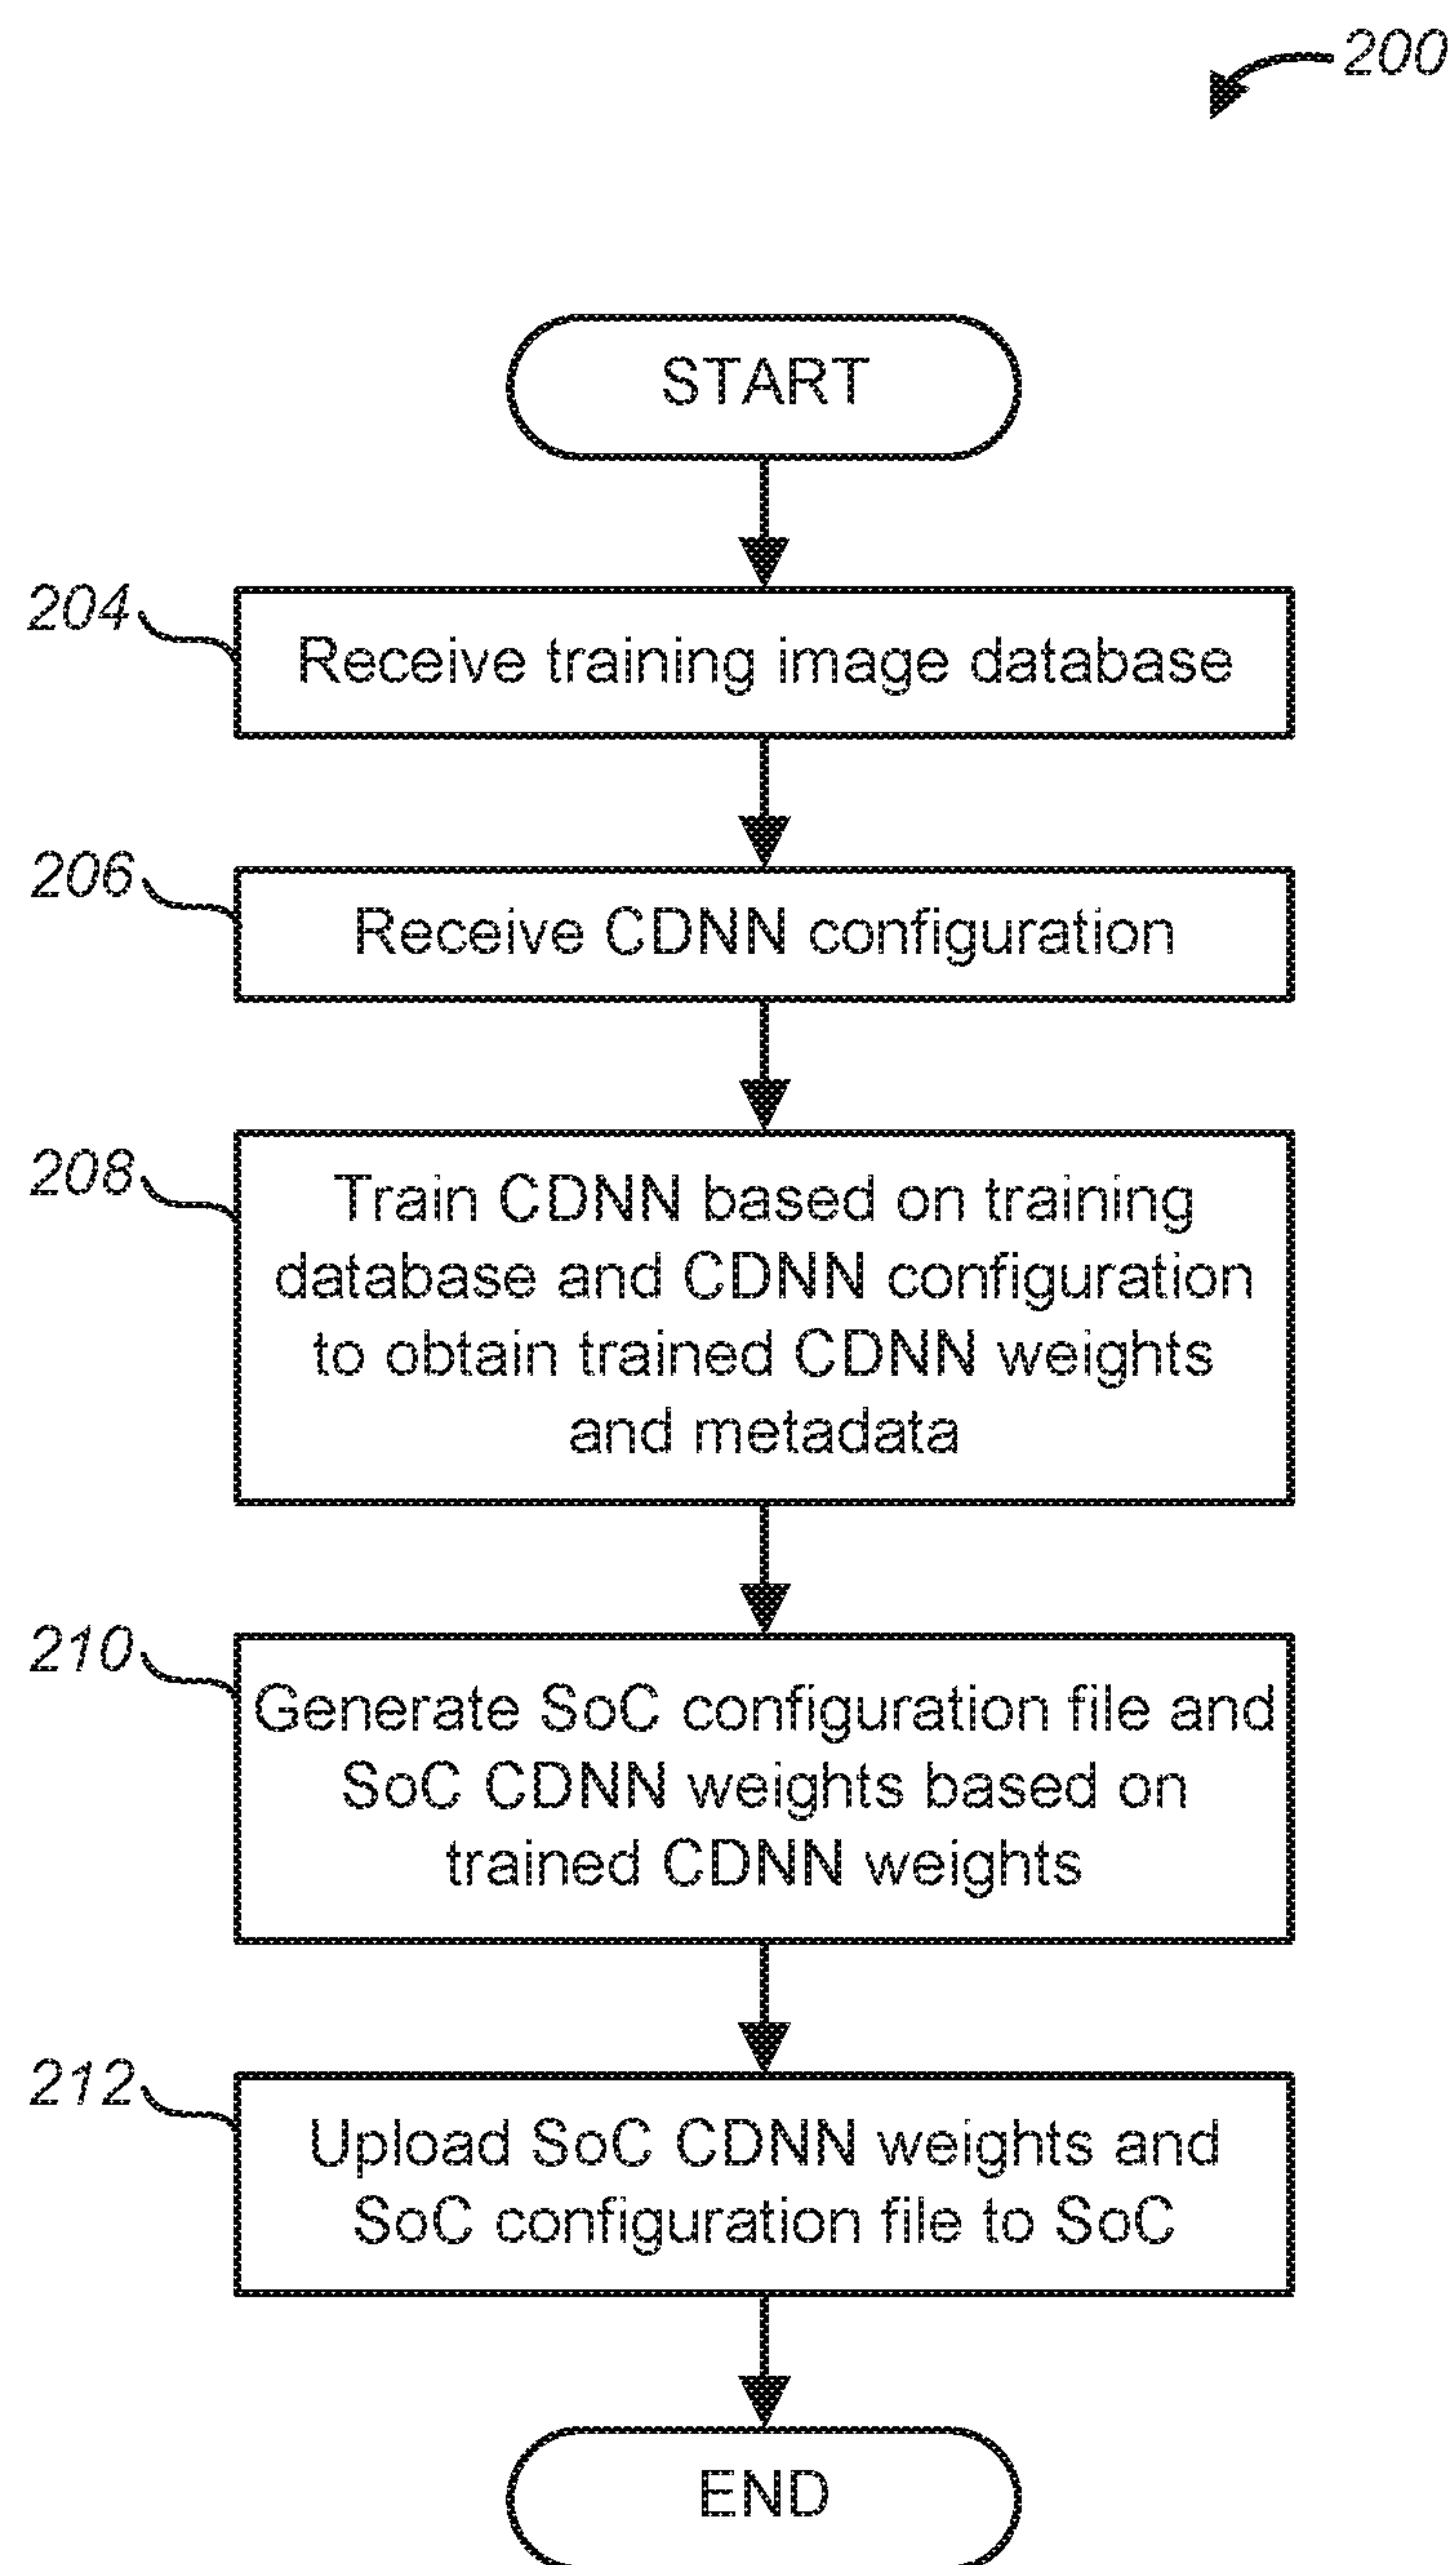 200
START
204
Receive training image database
206
Receive CDNN configuration
208
Train CDNN based on training
database and CDNN configuration
to obtain trained CDNN weights
and metadata
210
Generate SoC configuration file and
SoC CDNN weights based on
trained CDNN weights
212
Upload SoC CDNN weights and
SoC configuration file to SoC
END